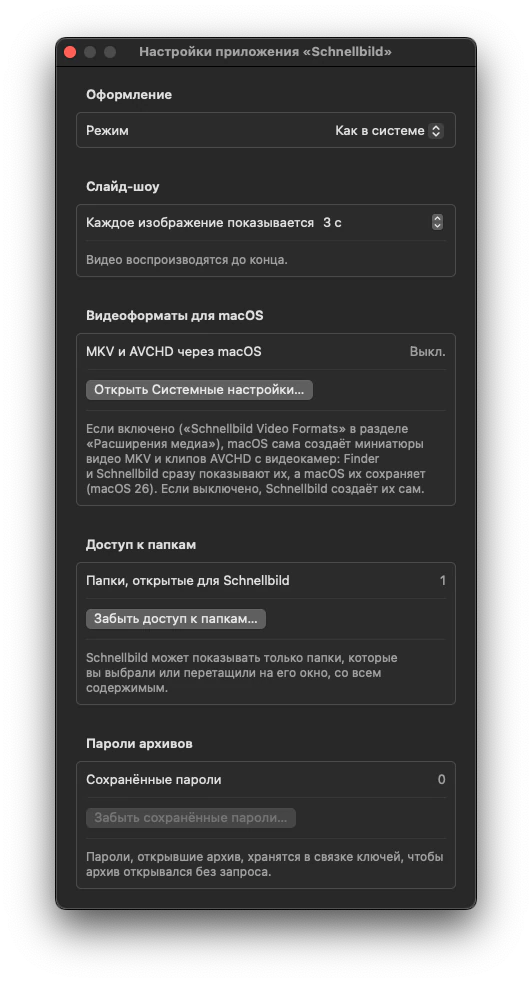 Настройки приложения «Schnellbild»
Оформление
Режим Как в системе
Слайд-шоу
Каждое изображение показывается 3 с
Видео воспроизводятся до конца.
Видеоформаты для macOS
MKV и AVCHD через macOS Выкл.
Открыть Системные настройки…
Если включено («Schnellbild Video Formats» в разделе
«Расширения медиа»), macOS сама создаёт миниатюры
видео MKV и клипов AVCHD с видеокамер: Finder
и Schnellbild сразу показывают их, а macOS их сохраняет
(macOS 26). Если выключено, Schnellbild создаёт их сам.
Доступ к папкам
Папки, открытые для Schnellbild 1
Забыть доступ к папкам…
Schnellbild может показывать только папки, которые
вы выбрали или перетащили на его окно, со всем
содержимым.
Пароли архивов
Сохранённые пароли 0
Забыть сохранённые пароли…
Пароли, открывшие архив, хранятся в связке ключей, чтобы
архив открывался без запроса.